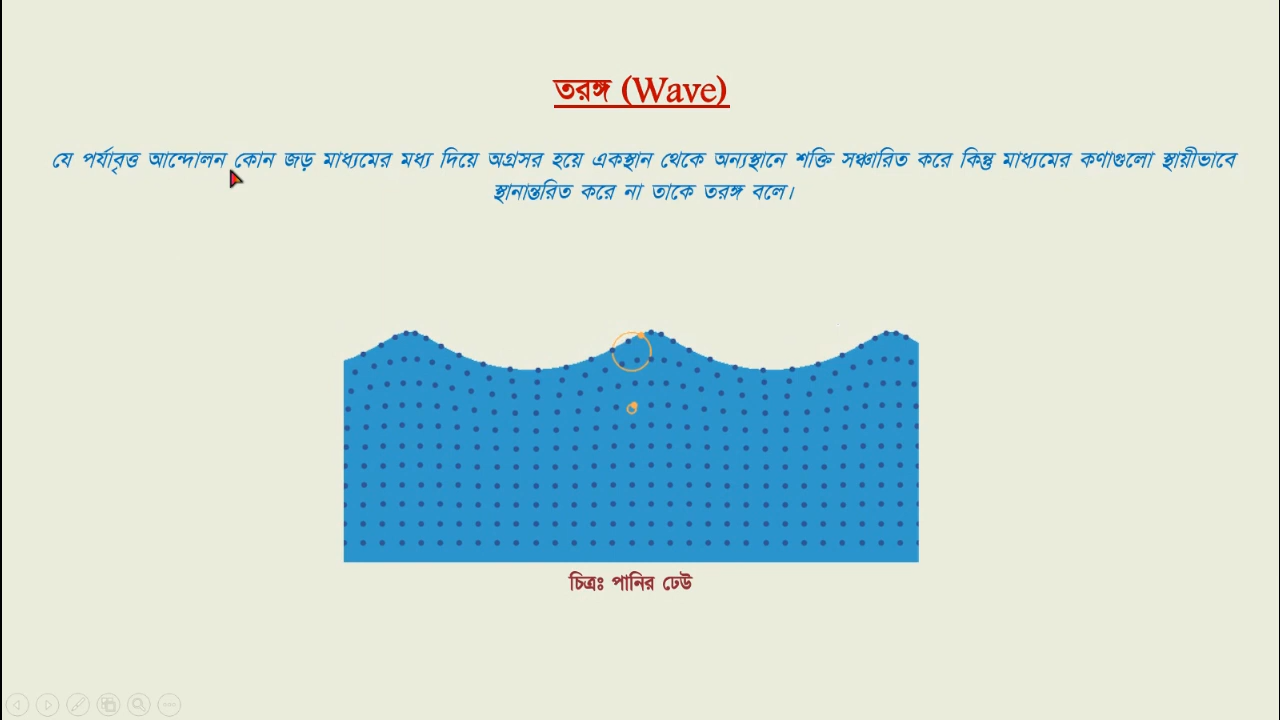 তরঙ্গ (Wave)
যে পর্যাবৃত্ত আন্দোলন কোন জড় মাধ্যমের মধ্য দিয়ে অগ্রসর হয়ে একস্থান থেকে অন্যস্থানে শক্তি সঞ্চারিত করে কিন্তু মাধ্যমের কণাগুলো স্থায়ীভাবে
স্থানান্তরিত করে না তাকে তরঙ্গ বলে।
চিত্রঃ পানির ঢেউ